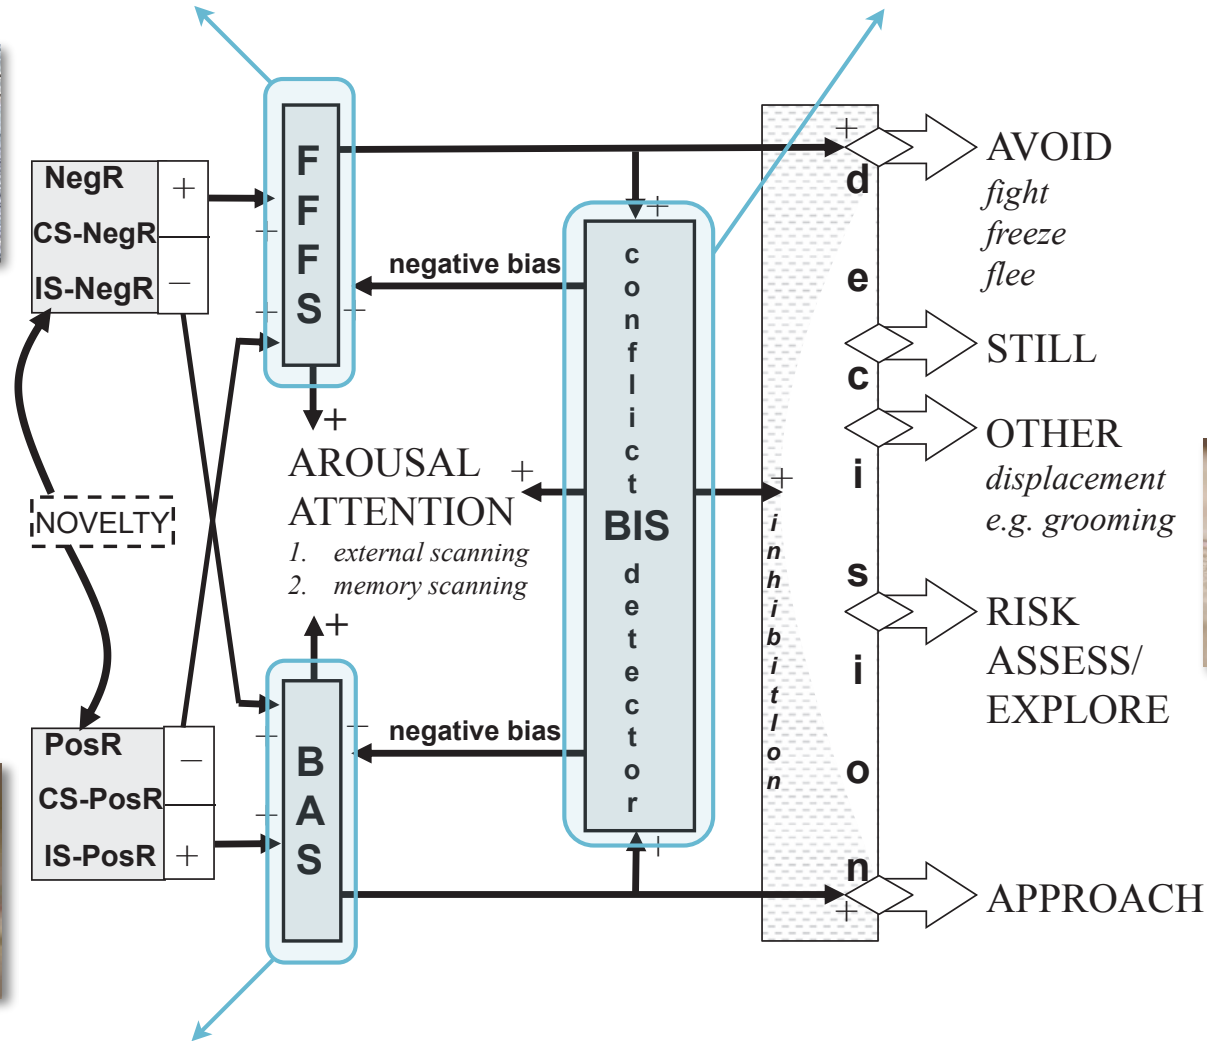 NegR
CS-NegR
IS-NegR
+
−
NOVELTY
PosR
CS-PosR
IS-PosR
−
+
FFFS
+
+
+
+
AROUSAL
ATTENTION
1. external scanning
2. memory scanning
+
+
BAS
−
+
−
negative bias
negative bias
conflict
BIS
detector
+
+
+
inhibition
decision
+
+
AVOID
fight
freeze
flee
STILL
OTHER
displacement
e.g. grooming
RISK
ASSESS/
EXPLORE
APPROACH